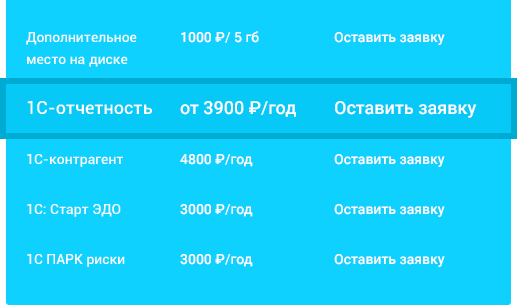 Дополнительное 1000 ₽/ 5 гб Оставить заявку
место на диске
1С-отчетность от 3900 ₽/год Оставить заявку
1С-контрагент 4800 ₽/год Оставить заявку
1С: Старт ЭДО 3000 ₽/год Оставить заявку
1С ПАРК риски 3000 ₽/год Оставить заявку